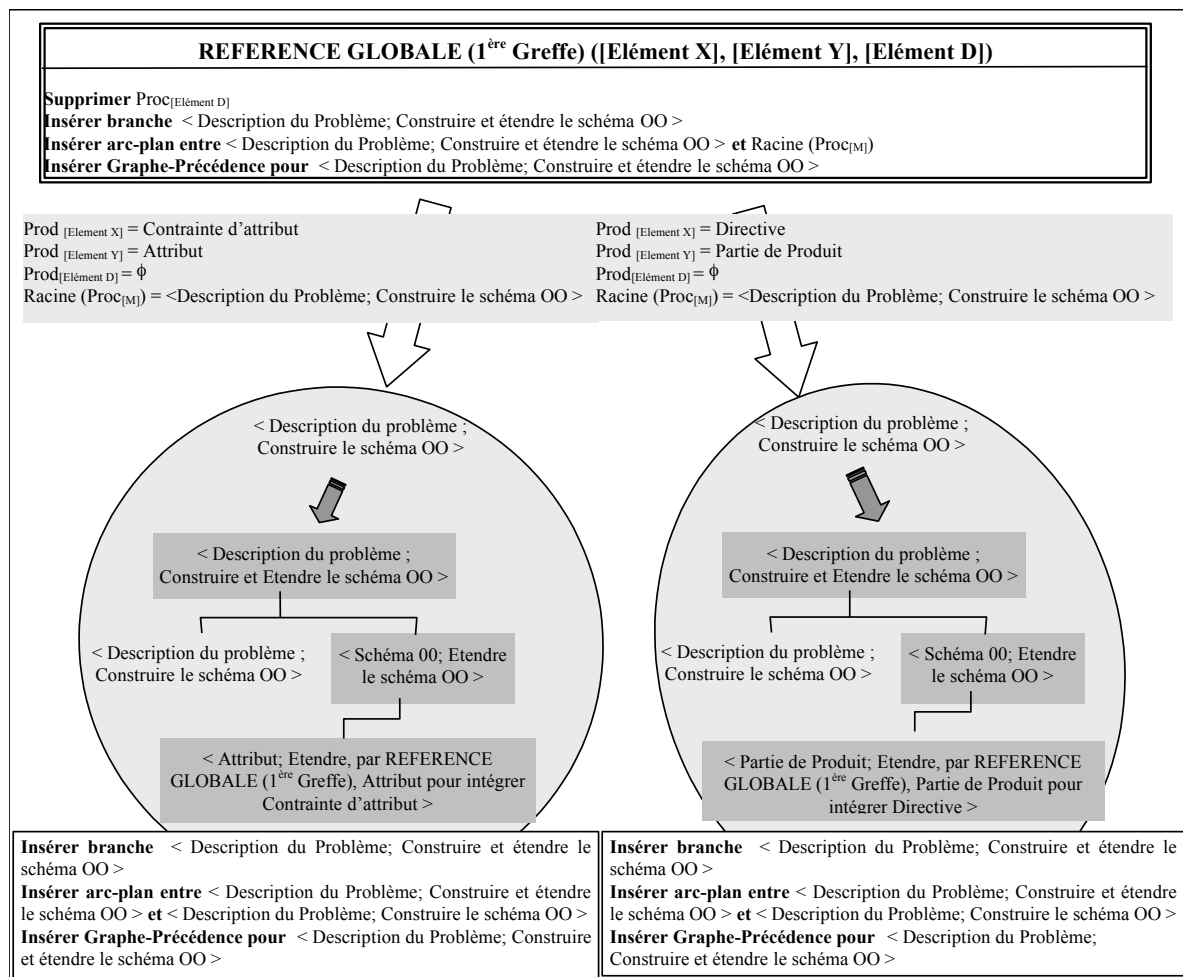 REFERENCE GLOBALE (1ère Greffe) ([Elément X], [Elément Y], [Elément D])
Supprimer Proc[Elément D]
Insérer branche < Description du Problème; Construire et étendre le schéma OO >
Insérer arc-plan entre < Description du Problème; Construire et étendre le schéma OO > et Racine (Proc[M])
Insérer Graphe-Précédence pour < Description du Problème; Construire et étendre le schéma OO >
Prod [Element X] = Contrainte d’attribut
Prod [Element Y] = Attribut
Prod[Elément D] = ϕ
Racine (Proc[M]) = <Description du Problème; Construire le schéma OO >
Prod [Element X] = Directive
Prod [Element Y] = Partie de Produit
Prod[Elément D] = ϕ
Racine (Proc[M]) = <Description du Problème; Construire le schéma OO >
< Description du problème ;
Construire le schéma OO >
< Description du problème ;
Construire et Etendre le schéma OO >
< Description du problème ;
Construire le schéma OO >
< Schéma 00; Etendre
le schéma OO >
< Attribut; Etendre, par REFERENCE
GLOBALE (1ère Greffe), Attribut pour intégrer
Contrainte d’attribut >
< Description du problème ;
Construire le schéma OO >
< Description du problème ;
Construire et Etendre le schéma OO >
< Description du problème ;
Construire le schéma OO >
< Schéma 00; Etendre
le schéma OO >
< Partie de Produit; Etendre, par REFERENCE
GLOBALE (1ère Greffe), Partie de Produit pour
intégrer Directive >
Insérer branche < Description du Problème; Construire et étendre le
schéma OO >
Insérer arc-plan entre < Description du Problème; Construire et étendre
le schéma OO > et < Description du Problème; Construire le schéma OO>
Insérer Graphe-Précédence pour < Description du Problème; Construire
et étendre le schéma OO >
Insérer branche < Description du Problème; Construire et étendre le
schéma OO >
Insérer arc-plan entre < Description du Problème; Construire et étendre
le schéma OO > et < Description du Problème; Construire le schéma OO>
Insérer Graphe-Précédence pour < Description du Problème;
Construire et étendre le schéma OO >